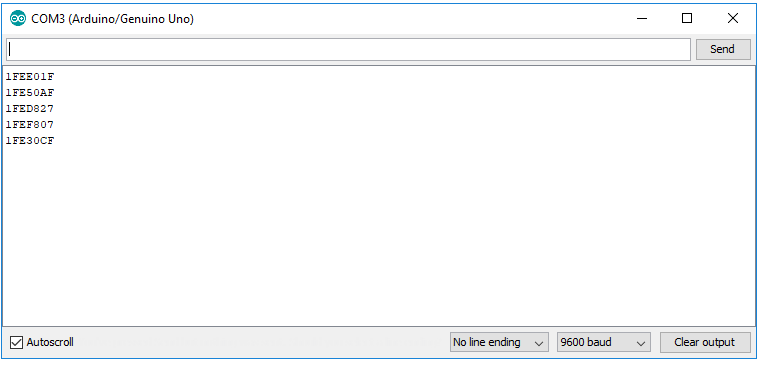 COM3 (Arduino/Genuino Uno)
Send
1FEE01F
1FE50AF
1FED827
1FEF807
1FE30CF
Autoscroll
No line ending
9600 baud
Clear output